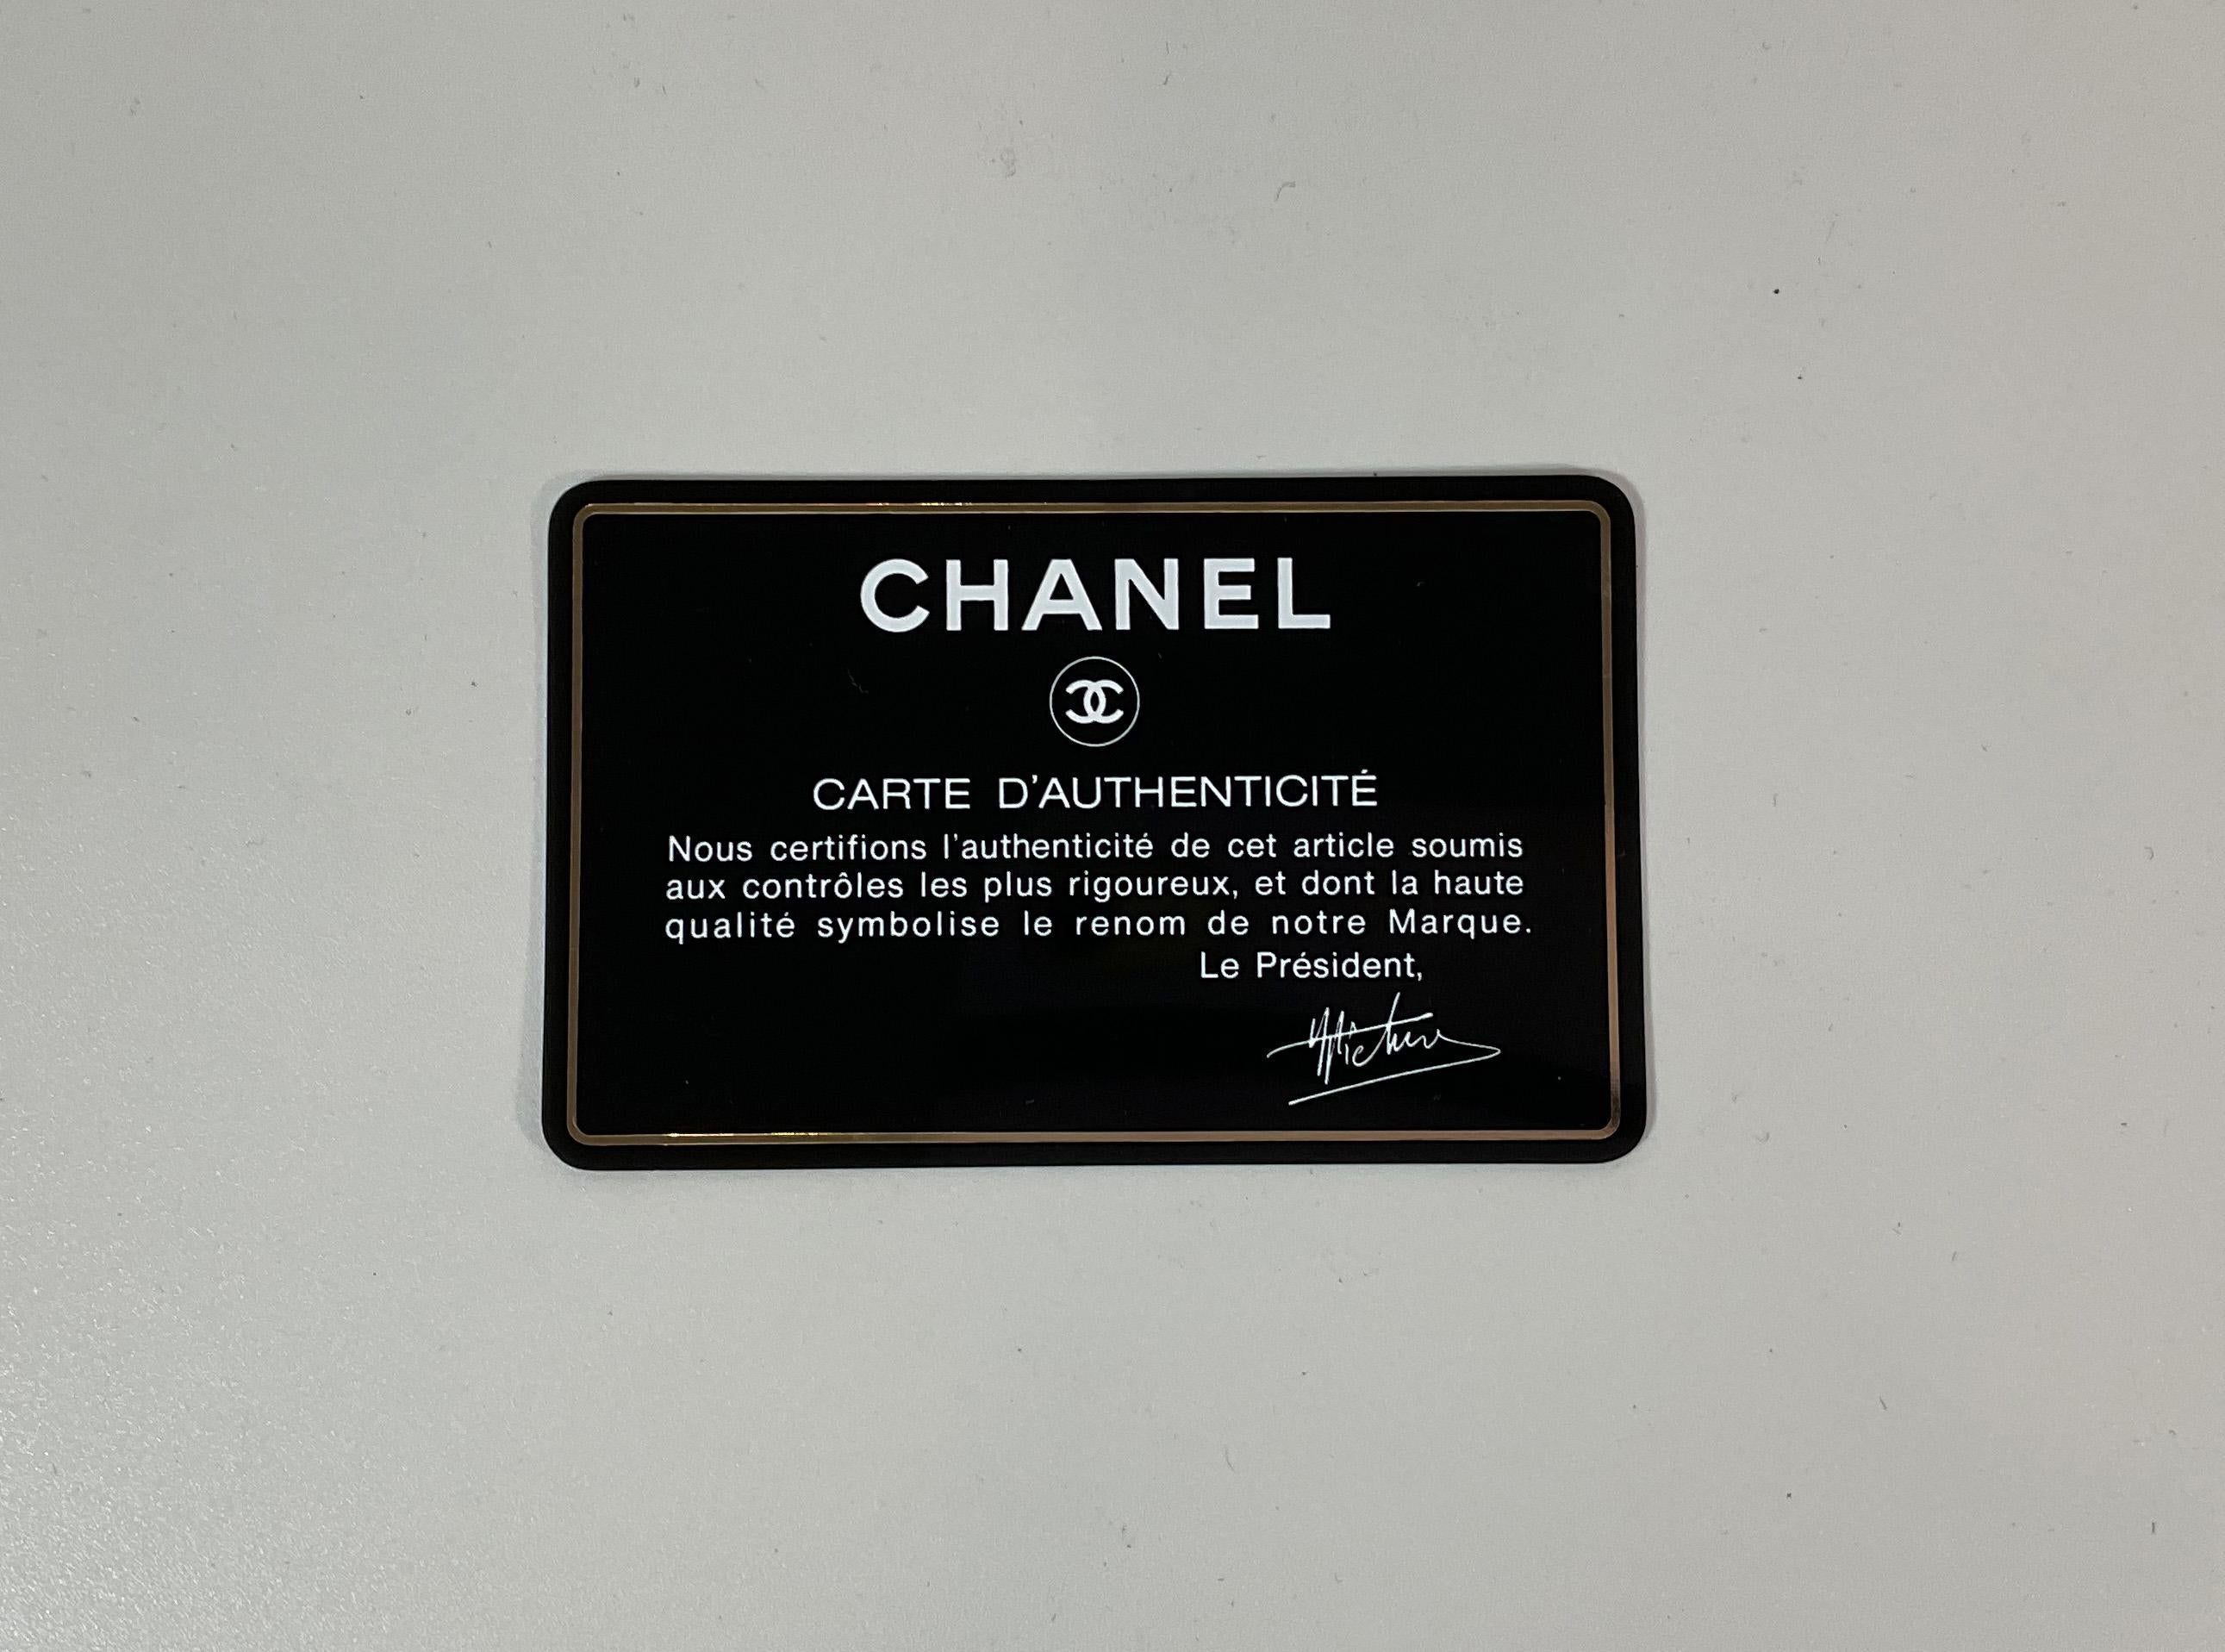 CHANEL
CARTE D'AUTHENTICITÉ
Nous certifions l'authenticité de cet article soumis
aux contrôles les plus rigoureux, et dont la haute
qualité symbolise le renom de notre Marque.
Le Président,